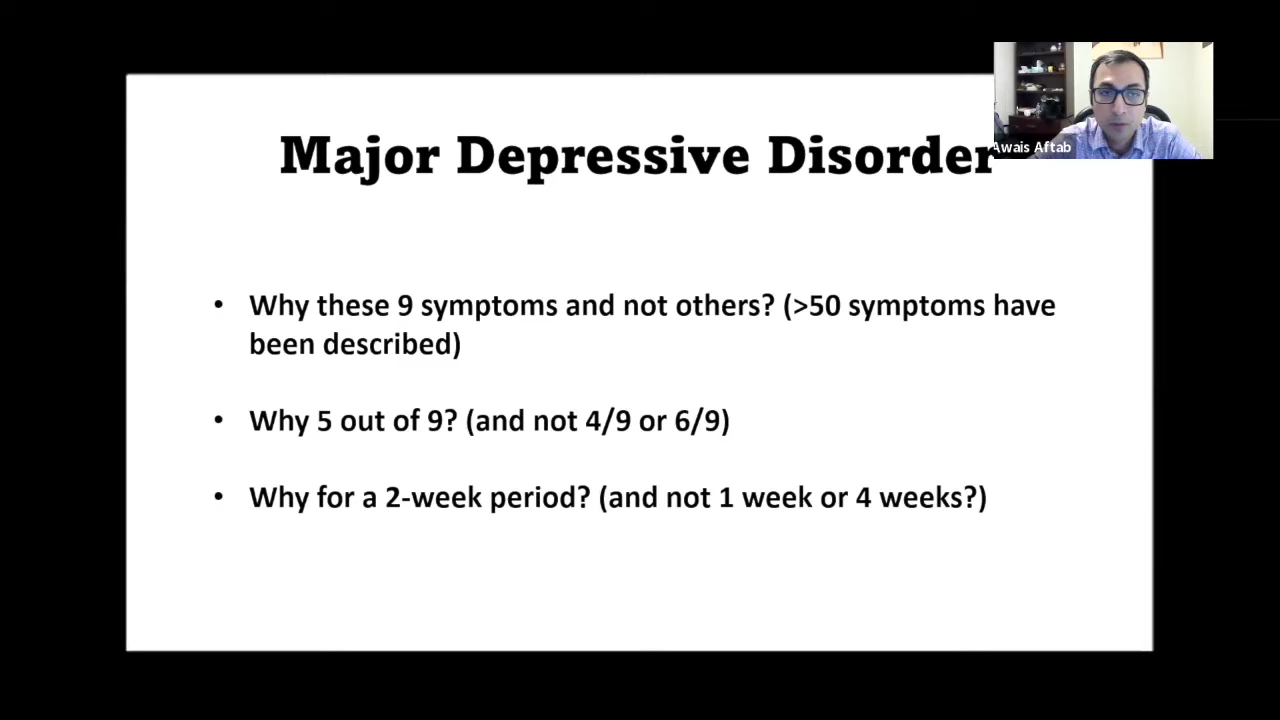 Major Depressive Disorder
Awais Aftab
• Why these 9 symptoms and not others? (>50 symptoms have
been described)
• Why 5 out of 9? (and not 4/9 or 6/9)
• Why for a 2-week period? (and not 1 week or 4 weeks?)